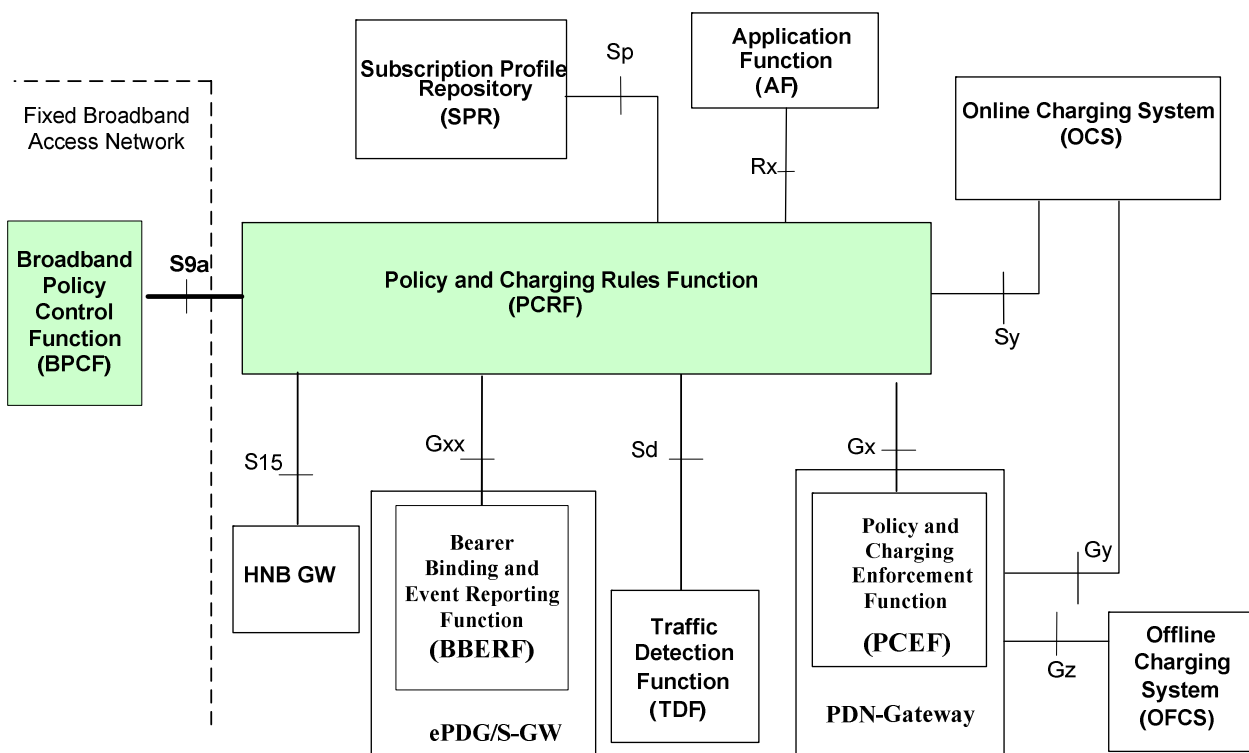 Subscription Profile
Repository
(SPR)
Sp
Application
Function
(AF)
Rx
Online Charging System
(OCS)
Fixed Broadband
Access Network
Broadband
Policy
Control
Function
(BPCF)
S9a
Policy and Charging Rules Function
(PCRF)
Sy
S15
Gxx
Sd
Gx
HNB GW
Bearer
Binding and
Event Reporting
Function
(BBERF)
ePDG/S-GW
Traffic
Detection
Function
(TDF)
Policy and
Charging
Enforcement
Function
(PCEF)
PDN-Gateway
Gy
Gz
Offline
Charging
System
(OFCS)